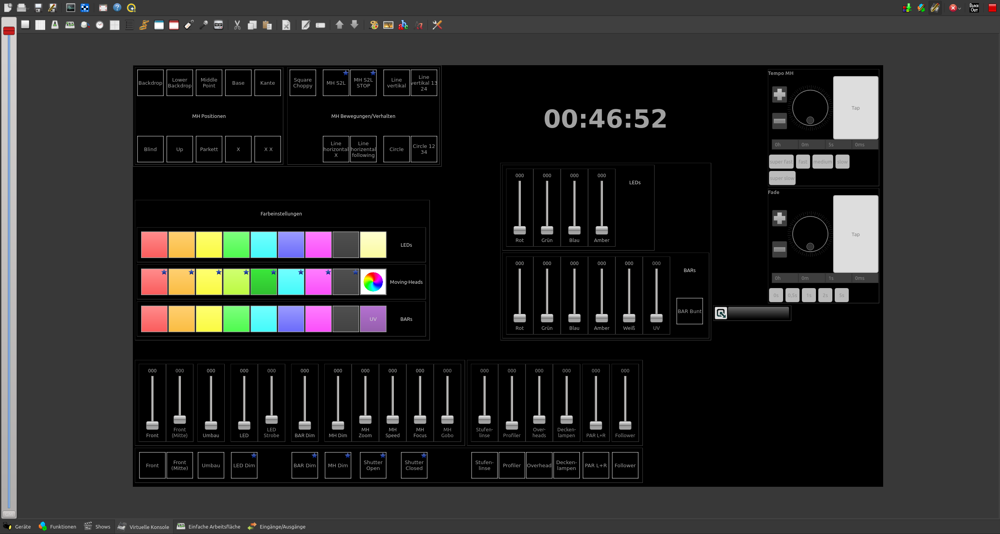 ON
BLACK
OUT
10:27
abc
Backdrop
Lower
Backdrop
Middle
Point
Base
Kante
Square
Choppy
MH S2L
MH S2L
STOP
Line
vertikal
Line
vertikal 13
24
MH Positionen
MH Bewegungen/Verhalten
Blind
Up
Parkett
X
X X
Line
horizontal
X
Line
horizental
following
Circle
Circle 12
34
00:46:52
Tempo MH
Tap
0h
0m
5s
0ms
super fast
fast
medium
slow
super slow
Fade
Tap
0h
0m
1s
0ms
0s
0,5s
1s
2s
5s
000
000
000
000
LEDs
Rot
Grün
Blau
Amber
000
000
000
000
000
000
BARs
BAR Bunt
Rot
Grün
Blau
Amber
Weiß
UV
Farbeinstellungen
LEDs
Moving-Heads
UV
BARs
000
000
000
000
000
000
000
000
000
000
000
Front
Front
(Mitte)
Umbau
LED
LED
Strobe
BAR Dim
MH Dim
MH
Zoom
MH
Speed
MH
Focus
MH
Gobo
000
000
000
000
000
000
Stufen-
linse
Profiler
Over-
heads
Decken-
lampen
PAR L+R
Follower
Front
Front
(Mitte)
Umbau
LED Dim
BAR Dim
MH Dim
Shutter
Open
Shutter
Closed
Stufen-
linse
Profiler
Overhead
Decken-
lampen
PAR L+R
Follower
GM
Geräte
Funktionen
Shows
Virtuelle Konsole
Einfache Arbeitsfläche
Eingänge/Ausgänge